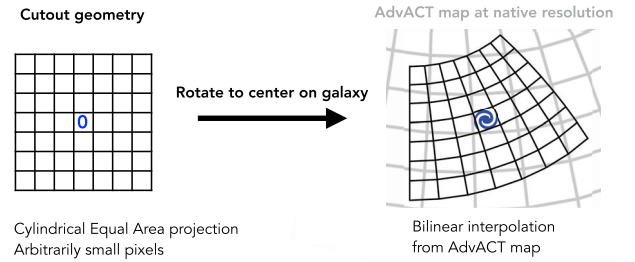 Cutout geometry
AdvACT map at native resolution
0
Rotate to center on galaxy
Cylindrical Equal Area projection
Arbitrarily small pixels
Bilinear interpolation
from AdvACT map